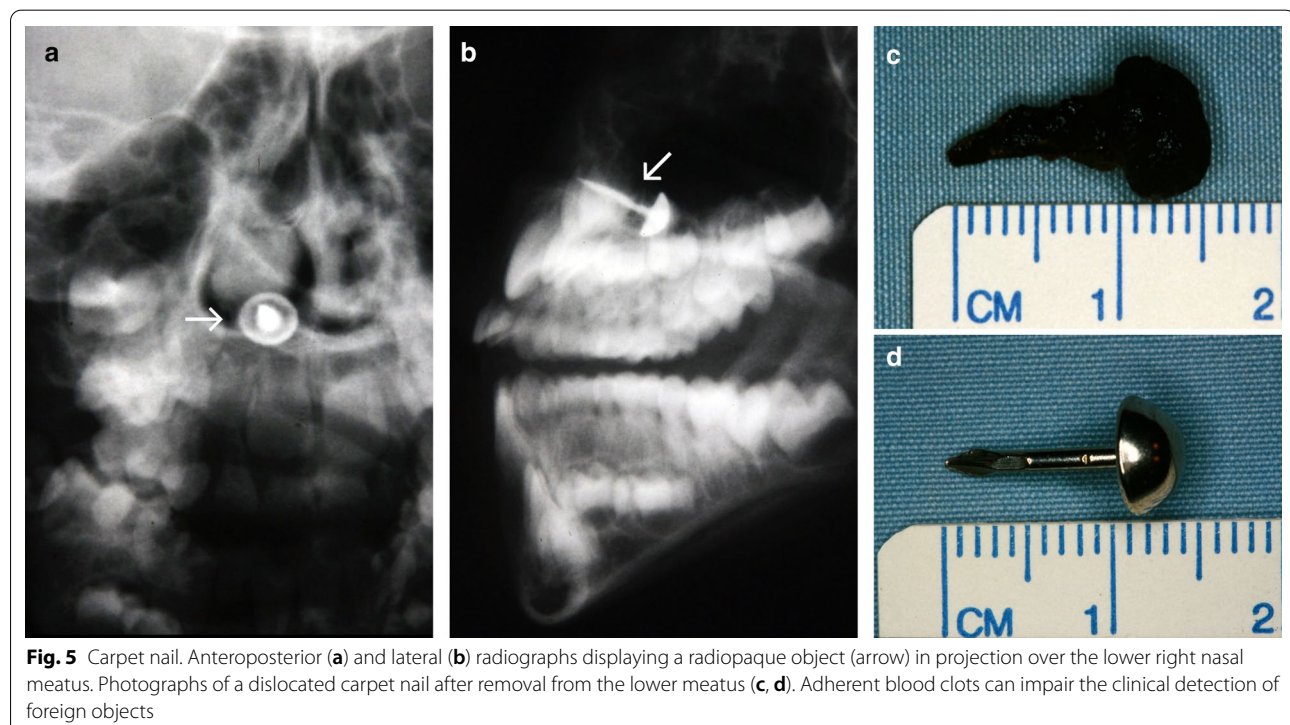 a
b
c
CM 1 2
d
CM 1 2
Fig. 5 Carpet nail. Anteroposterior (a) and lateral (b) radiographs displaying a radiopaque object (arrow) in projection over the lower right nasal
meatus. Photographs of a dislocated carpet nail after removal from the lower meatus (c, d). Adherent blood clots can impair the clinical detection of
foreign objects